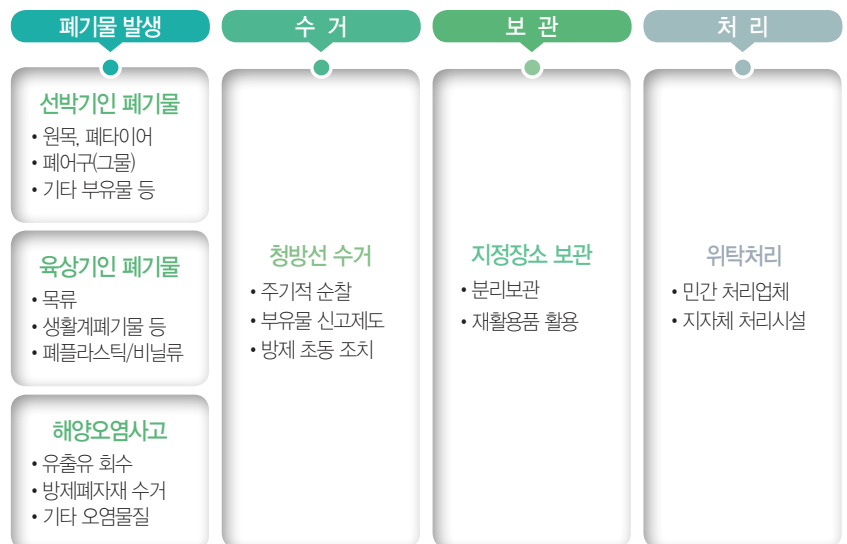 폐기물 발생
선박기인 폐기물
• 원목, 폐타이어
• 폐어구(그물)
• 기타 부유물 등
육상기인 폐기물
• 목류
• 생활계폐기물 등
• 폐플라스틱/비닐류
해양오염사고
• 유출유 회수
• 방제폐자재 수거
• 기타 오염물질
수 거
청방선 수거
• 주기적 순찰
• 부유물 신고제도
• 방제 초동 조치
보 관
지정장소 보관
• 분리보관
• 재활용품 활용
처 리
위탁처리
• 민간 처리업체
• 지자체 처리시설